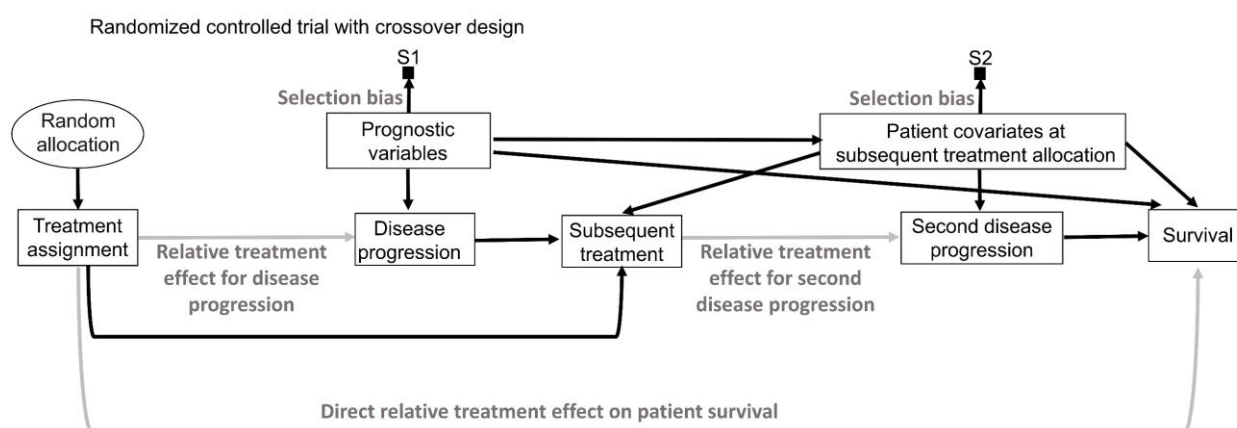 Randomized controlled trial with crossover design
S1
S2
Selection bias
Selection bias
Random
allocation
Prognostic
variables
Patient covariates at
subsequent treatment allocation
Treatment
assignment
Relative treatment
effect for disease
progression
Disease
progression
Subsequent
treatment
Relative treatment
effect for second
disease progression
Second disease
progression
Survival
Direct relative treatment effect on patient survival